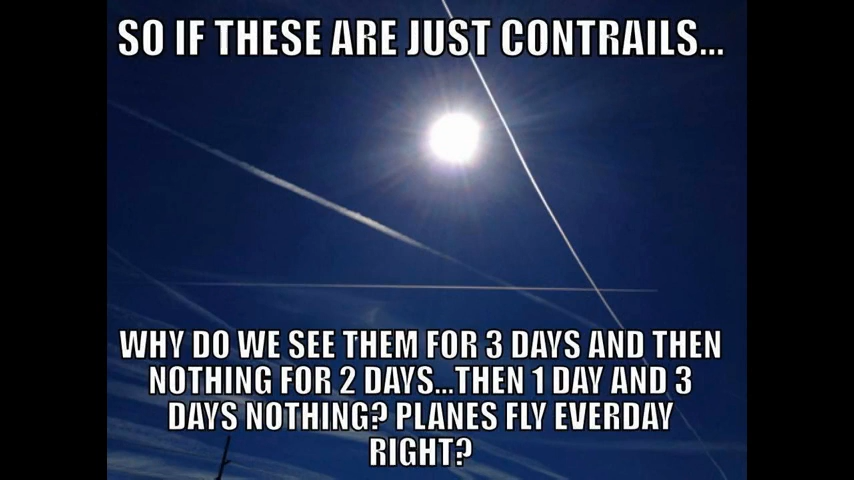 SO IF THESE ARE JUST CONTRAILS...
WHY DO WE SEE THEM FOR 3 DAYS AND THEN
NOTHING FOR 2 DAYS...THEN 1 DAY AND 3
DAYS NOTHING? PLANES FLY EVERDAY
RIGHT?